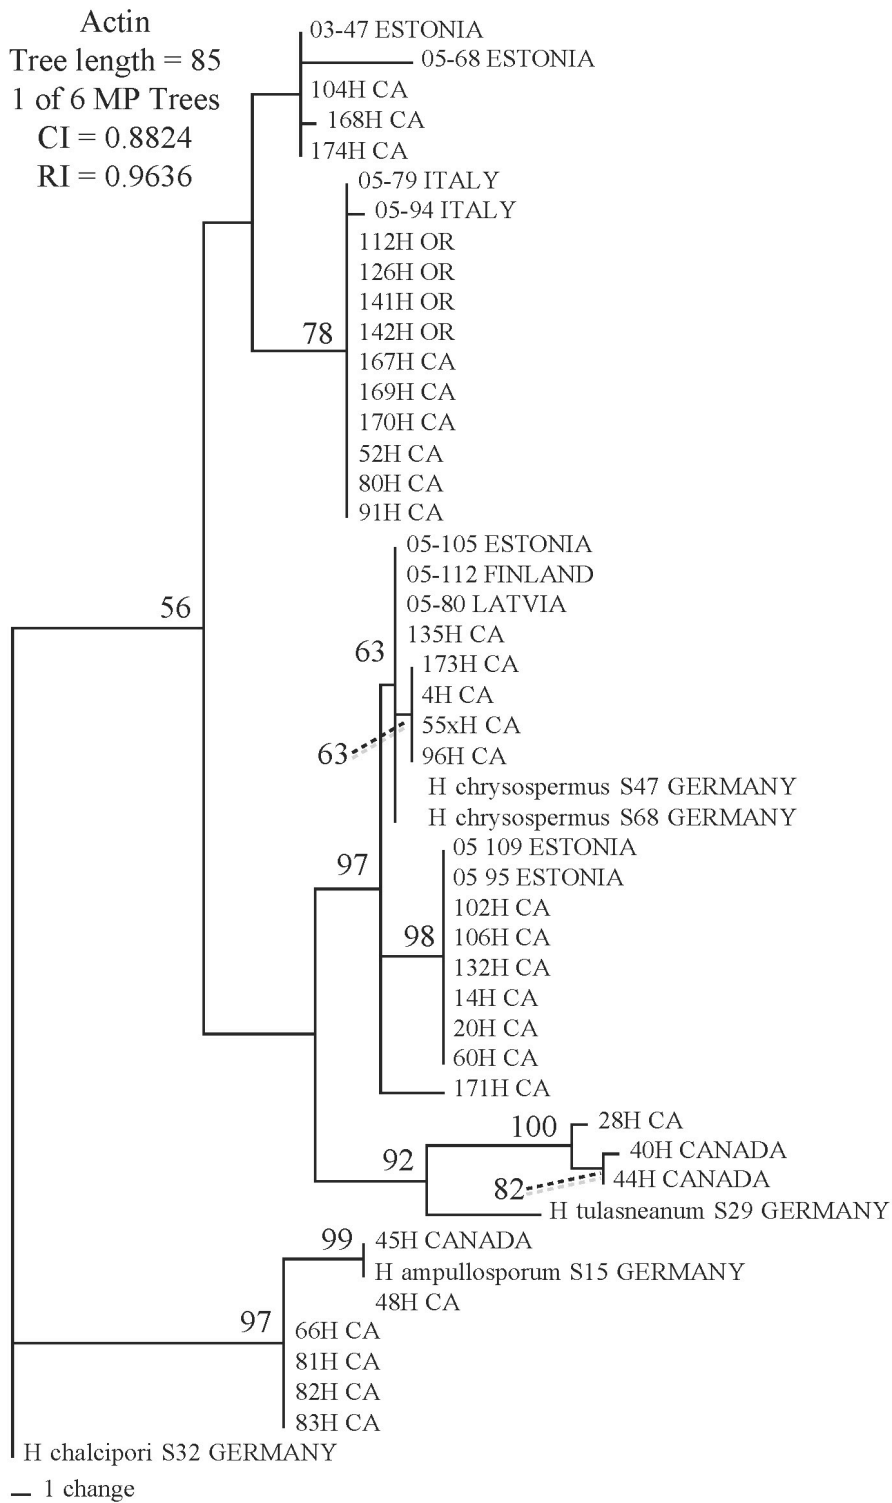 Actin
Tree length = 85
1 of 6 MP Trees
CI = 0.8824
RI = 0.9636
03-47 ESTONIA
05-68 ESTONIA
104H CA
168H CA
174H CA
05-79 ITALY
05-94 ITALY
112H OR
126H OR
141H OR
142H OR
78
167H CA
169H CA
170H CA
52H CA
80H CA
91H CA
05-105 ESTONIA
05-112 FINLAND
05-80 LATVIA
56
135H CA
63
173H CA
4H CA
55xH CA
63
96H CA
H chrysospermus S47 GERMANY
H chrysospermus S68 GERMANY
05 109 ESTONIA
97
05 95 ESTONIA
102H CA
98
106H CA
132H CA
14H CA
20H CA
60H CA
171H CA
100
28H CA
40H CANADA
92
44H CANADA
82
H tulasneanum S29 GERMANY
99
45H CANADA
H ampullosporum S15 GERMANY
48H CA
97
66H CA
81H CA
82H CA
83H CA
H chalcipori S32 GERMANY
1 change